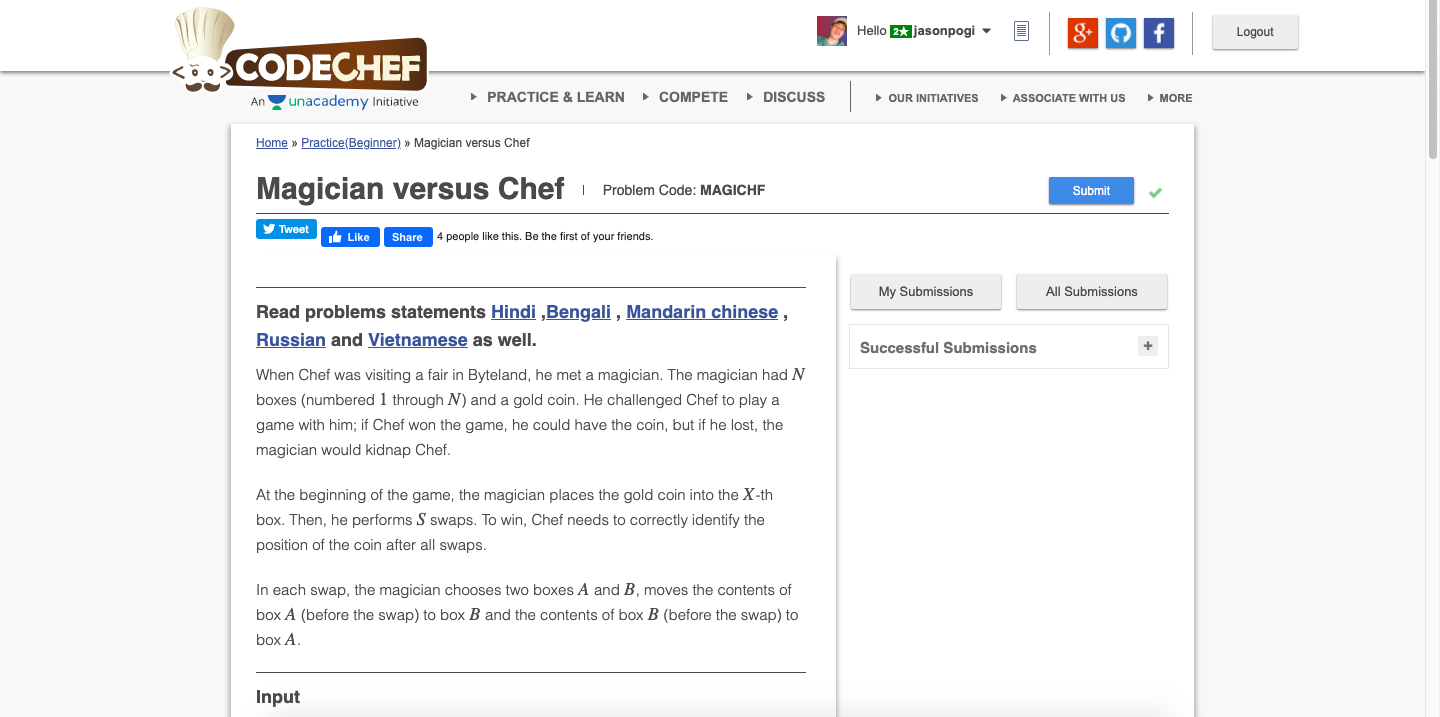 Hello 2★ jasonpogi
Logout
CODECHEF
An unacademy Initiative
PRACTICE & LEARN COMPETE DISCUSS OUR INITIATIVES ASSOCIATE WITH US MORE
Home » Practice(Beginner) » Magician versus Chef
Magician versus Chef Problem Code: MAGICHF Submit
Tweet Like Share 4 people like this. Be the first of your friends.
My Submissions All Submissions
Successful Submissions +
Read problems statements Hindi ,Bengali , Mandarin chinese ,
Russian and Vietnamese as well.
When Chef was visiting a fair in Byteland, he met a magician. The magician had N
boxes (numbered 1 through N) and a gold coin. He challenged Chef to play a
game with him; if Chef won the game, he could have the coin, but if he lost, the
magician would kidnap Chef.
At the beginning of the game, the magician places the gold coin into the X-th
box. Then, he performs S swaps. To win, Chef needs to correctly identify the
position of the coin after all swaps.
In each swap, the magician chooses two boxes A and B, moves the contents of
box A (before the swap) to box B and the contents of box B (before the swap) to
box A.
Input